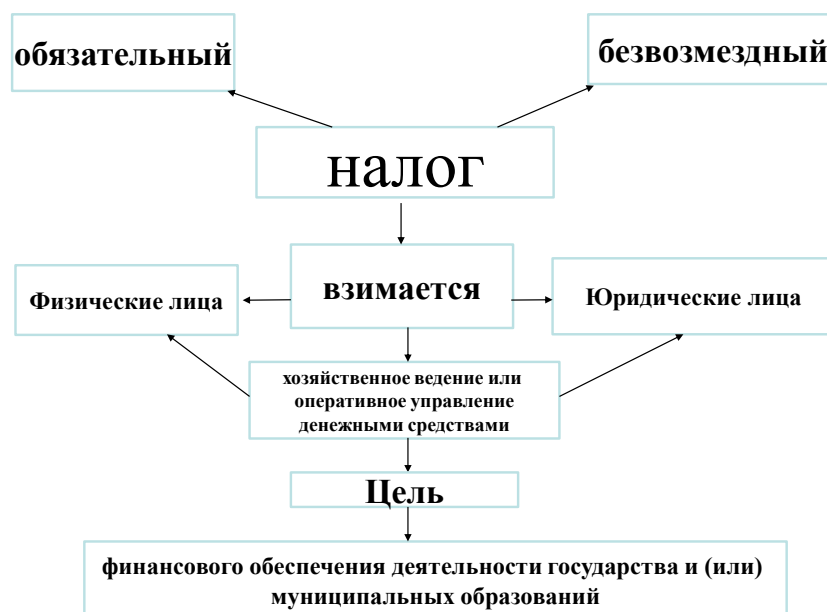 обязательный
безвозмездный
налог
взимается
Физические лица
Юридические лица
хозяйственное ведение или
оперативное управление
денежными средствами
Цель
финансового обеспечения деятельности государства и (или)
муниципальных образований